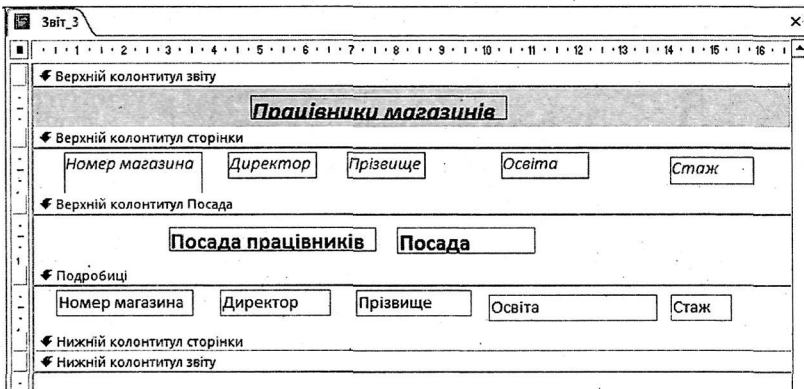 Звіт_3
1 2 3 4 5 6 7 8 9 10 11 12 13 14 15 16
Верхній колонтитул звіту
Працівники магазинів
Верхній колонтитул сторінки
Номер магазина Директор Прізвище Освіта Стаж
Верхній колонтитул Посада
Посада працівників Посада
1
Подробиці
Номер магазина Директор Прізвище Освіта Стаж
Нижній колонтитул сторінки
Нижній колонтитул звіту